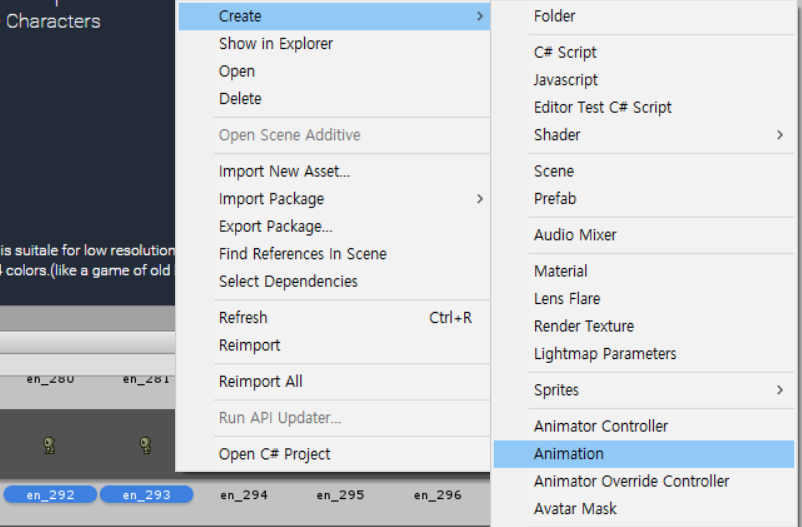 Characters
is suitale for low resolution
colors.(like a game of old
en_280
en_281
en_292
en_293
en_294
en_295
en_296
Create
Show in Explorer
Open
Delete
Open Scene Additive
Import New Asset...
Import Package
Export Package...
Find References In Scene
Select Dependencies
Refresh Ctrl+R
Reimport
Reimport All
Run API Updater...
Open C# Project
Folder
C# Script
Javascript
Editor Test C# Script
Shader
Scene
Prefab
Audio Mixer
Material
Lens Flare
Render Texture
Lightmap Parameters
Sprites
Animator Controller
Animation
Animator Override Controller
Avatar Mask